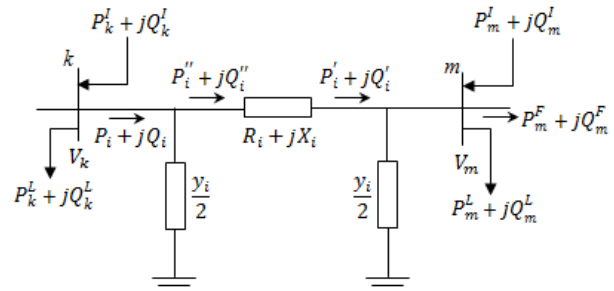 P_k^I + jQ_k^I
P_m^I + jQ_m^I
k
P_i^'' + jQ_i^''
P_i^' + jQ_i^'
m
P_i + jQ_i
R_i + jX_i
P_m^F + jQ_m^F
V_k
V_m
y_i/2
y_i/2
P_k^L + jQ_k^L
P_m^L + jQ_m^L